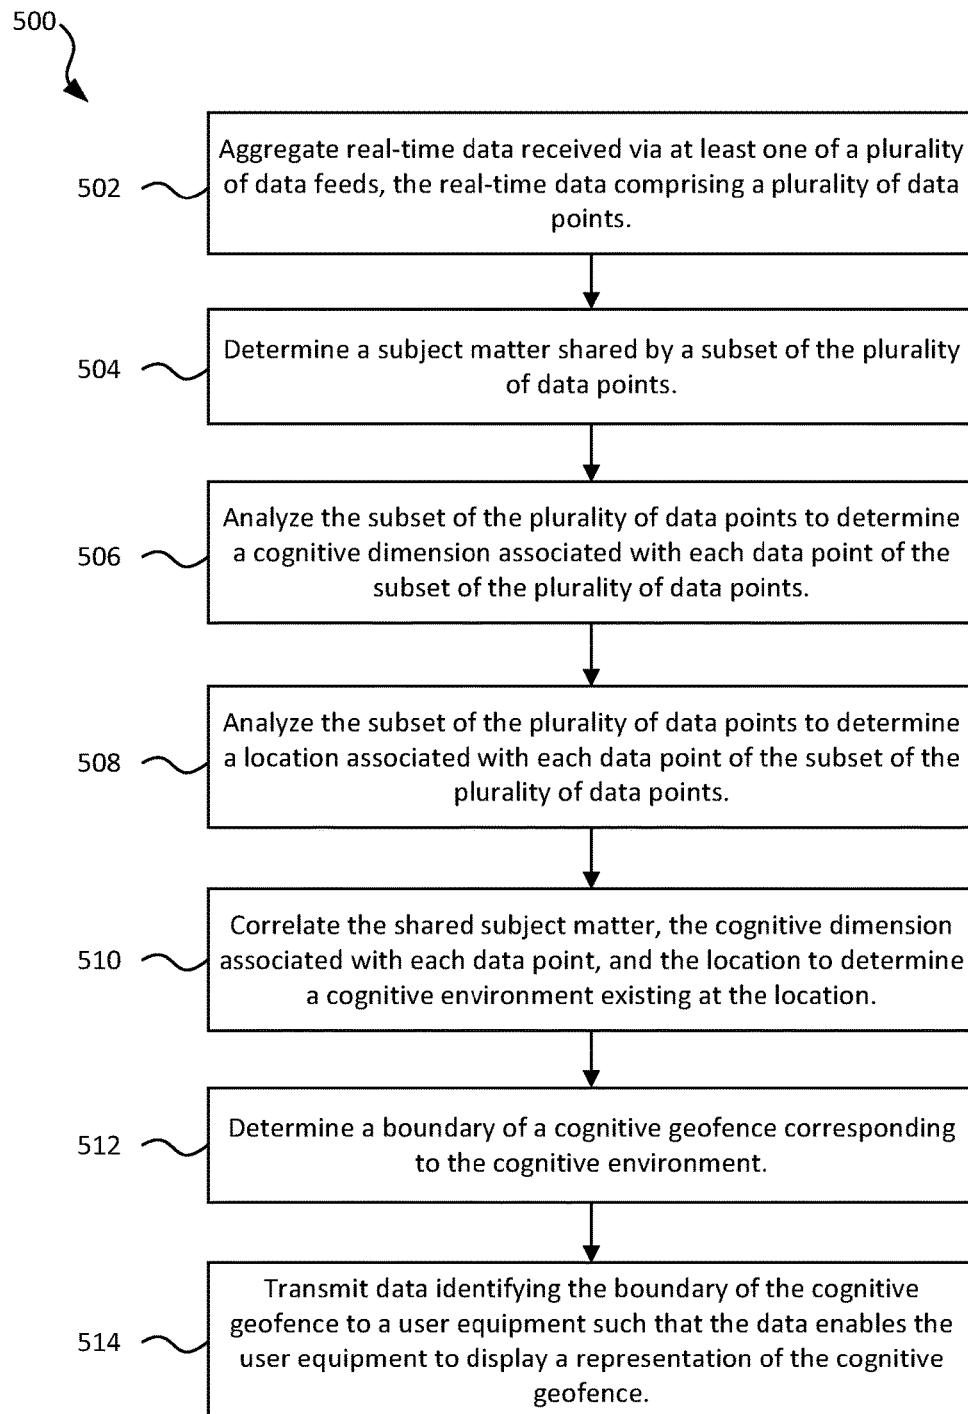 500
Aggregate real-time data received via at least one of a plurality
502
of data feeds, the real-time data comprising a plurality of data
points.
504
Determine a subject matter shared by a subset of the plurality
of data points.
Analyze the subset of the plurality of data points to determine
506
a cognitive dimension associated with each data point of the
subset of the plurality of data points.
Analyze the subset of the plurality of data points to determine
508
a location associated with each data point of the subset of the
plurality of data points.
Correlate the shared subject matter, the cognitive dimension
510
associated with each data point, and the location to determine
a cognitive environment existing at the location.
512
Determine a boundary of a cognitive geofence corresponding
to the cognitive environment.
Transmit data identifying the boundary of the cognitive
514
geofence to a user equipment such that the data enables the
user equipment to display a representation of the cognitive
geofence.